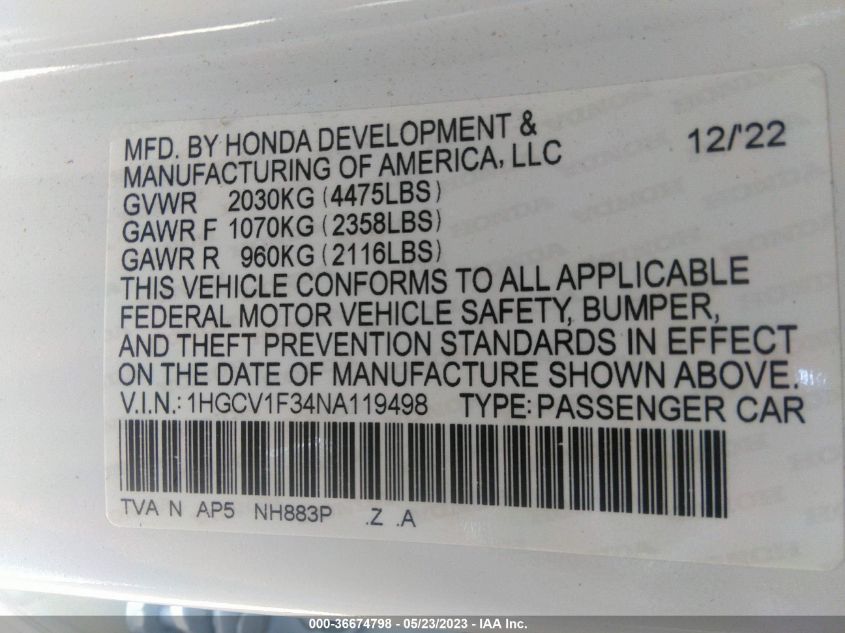 MFD. BY HONDA DEVELOPMENT &
MANUFACTURING OF AMERICA, LLC
12/'22
GVWR 2030KG (4475LBS)
GAWR F 1070KG (2358LBS)
GAWR R 960KG (2116LBS)
THIS VEHICLE CONFORMS TO ALL APPLICABLE
FEDERAL MOTOR VEHICLE SAFETY, BUMPER,
AND THEFT PREVENTION STANDARDS IN EFFECT
ON THE DATE OF MANUFACTURE SHOWN ABOVE.
V.I.N.: 1HGCV1F34NA119498 TYPE: PASSENGER CAR
TVA N AP5 NH883P .Z .A
000-36674798 - 05/23/2023 - IAA Inc.